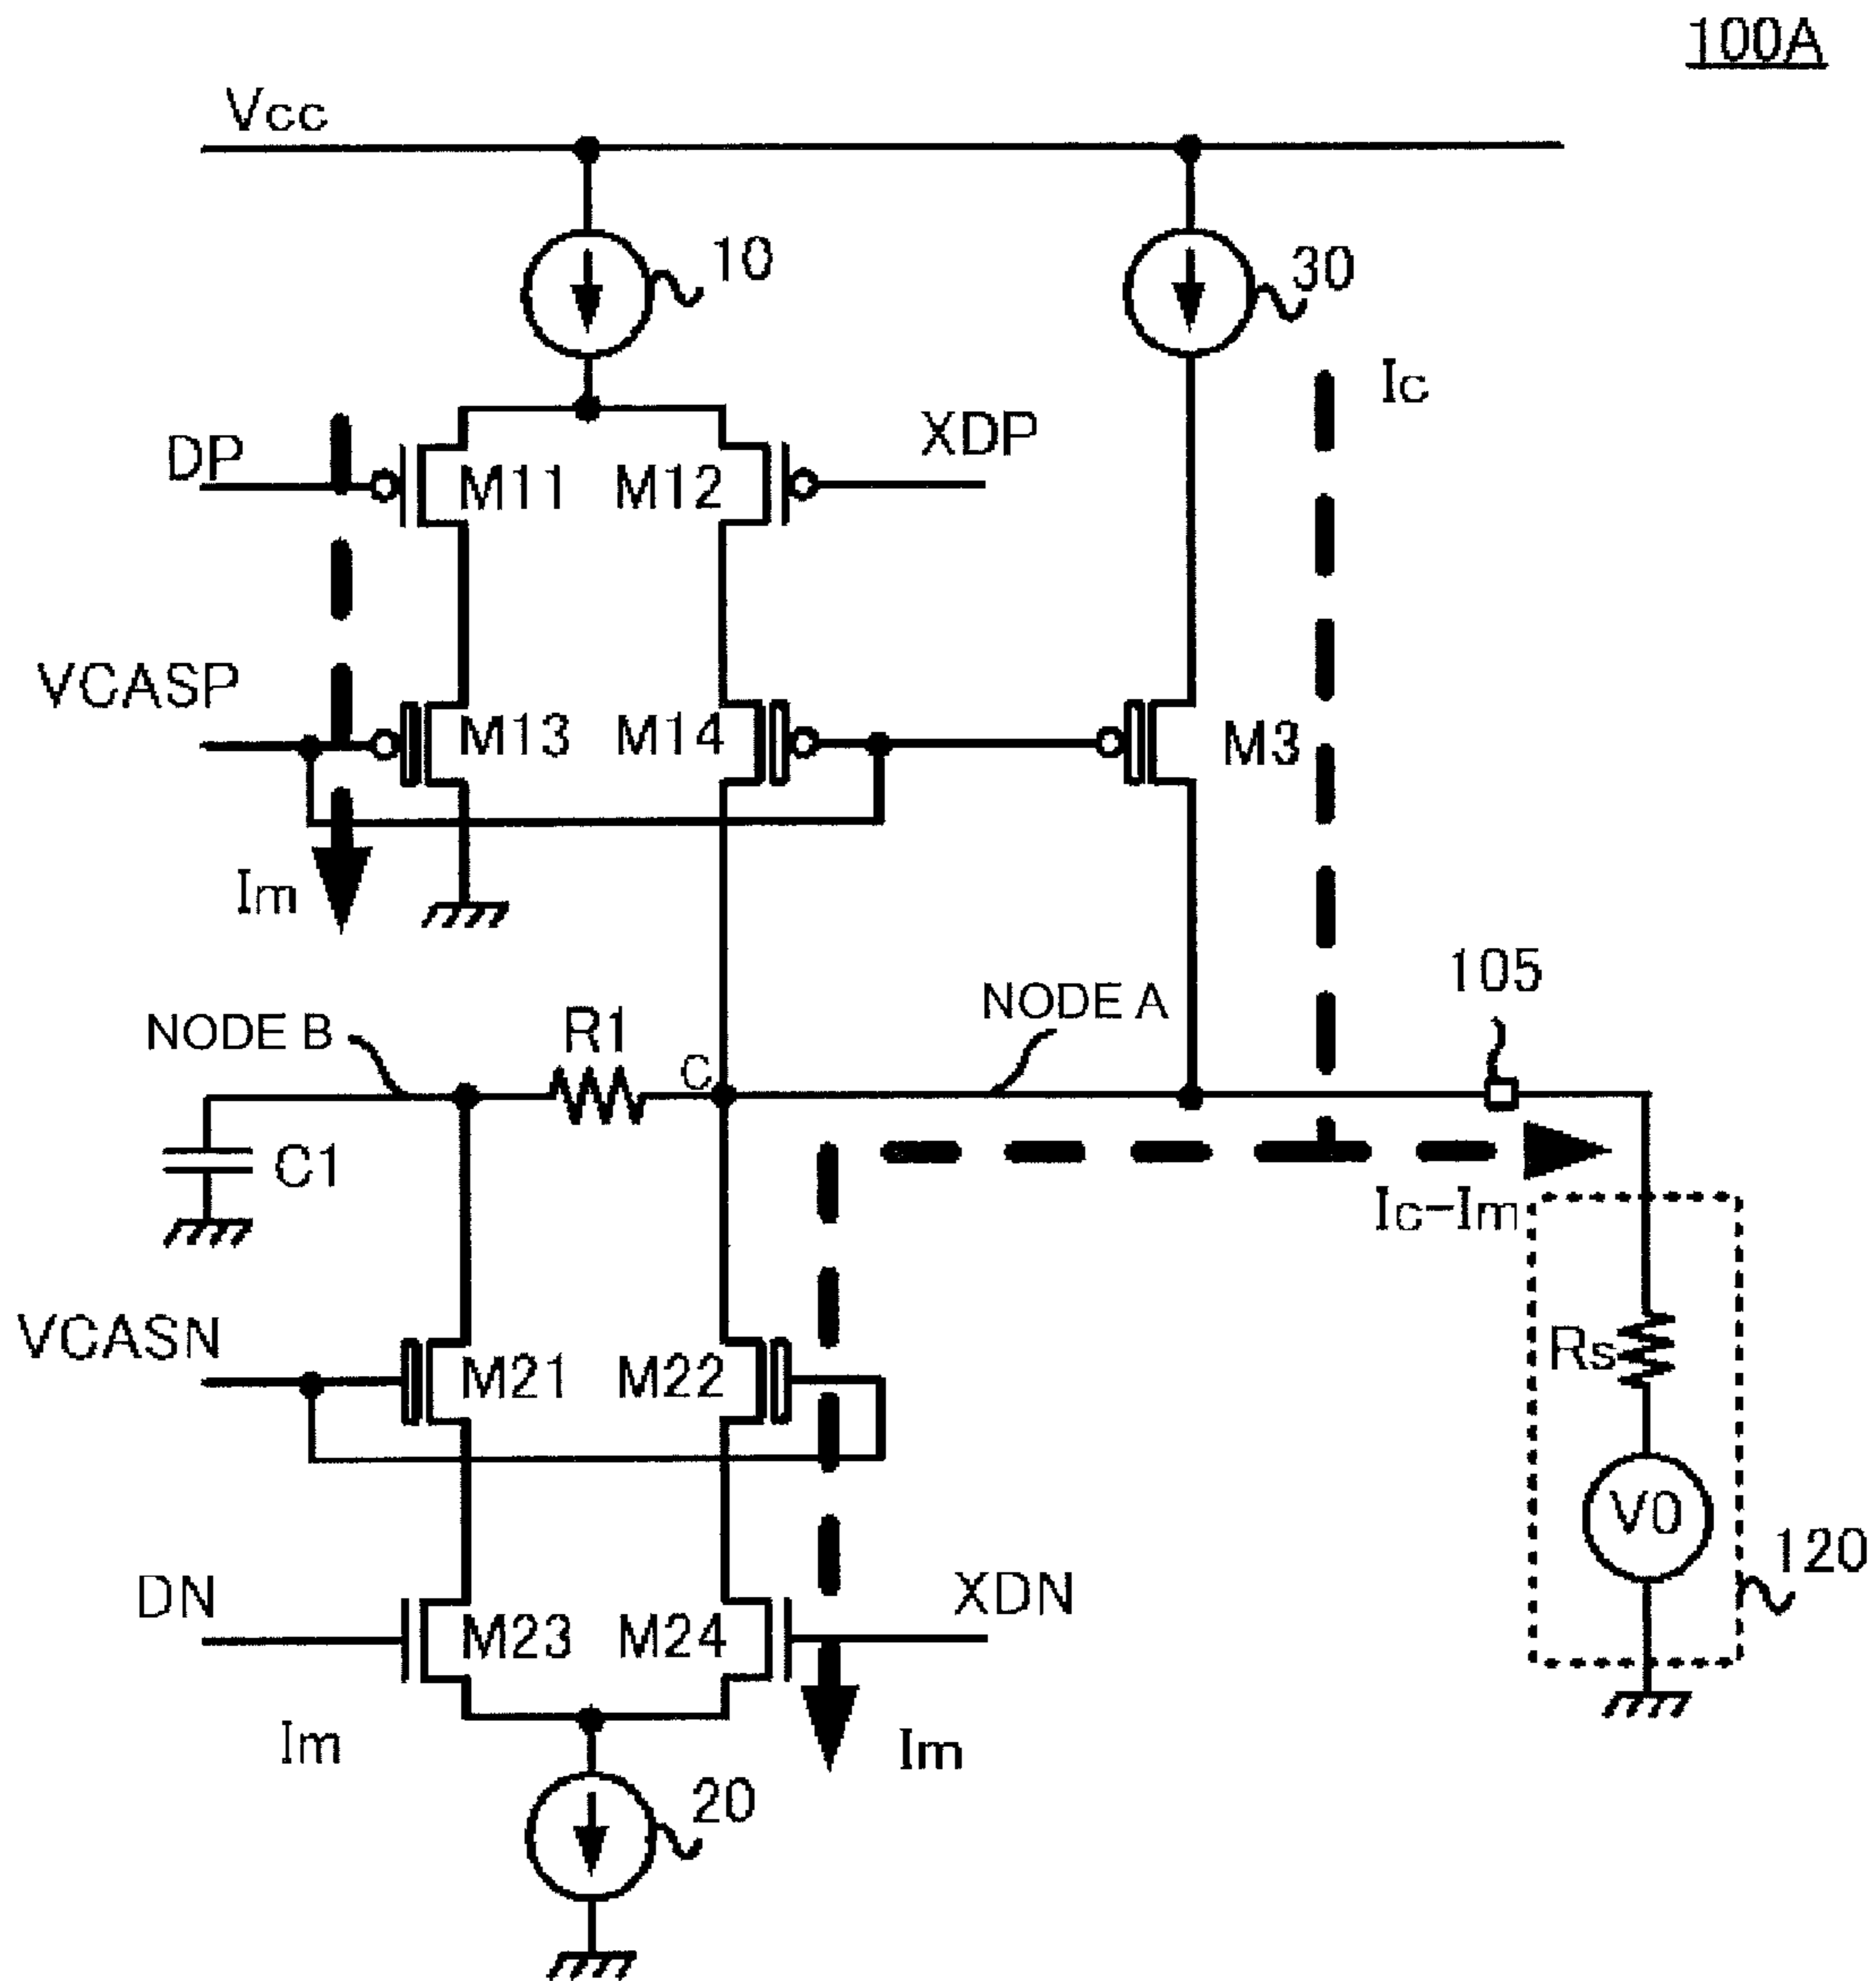 100A
Vcc
10
30
Ic
DP
M11
M12
XDP
VCASP
M13
M14
M3
Im
105
NODE B
R1
C
NODE A
C1
Ic-Im
VCASN
M21
M22
Rs
V0
120
DN
M23
M24
XDN
Im
Im
20